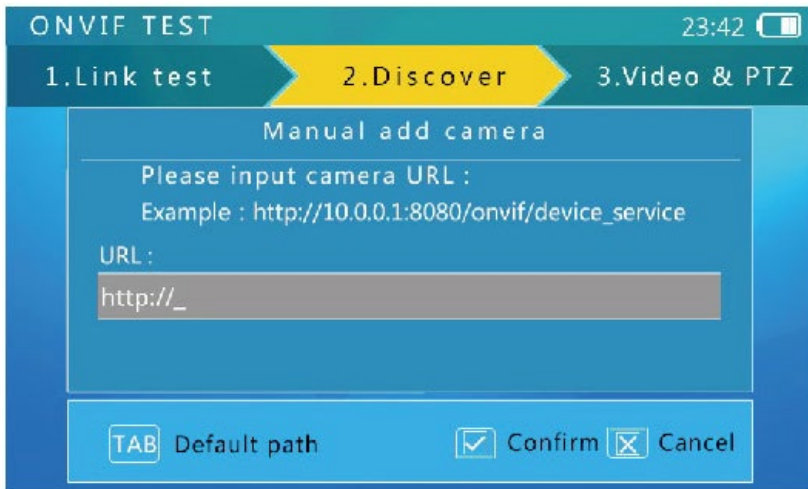 ONVIF TEST 23:42
1.Link test 2.Discover 3.Video & PTZ
Manual add camera
Please input camera URL :
Example : http://10.0.0.1:8080/onvif/device_service
URL :
http://_
TAB Default path Confirm Cancel